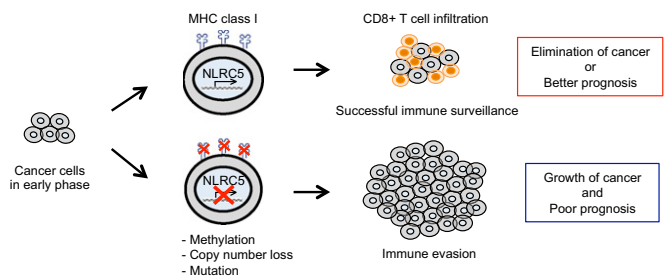 MHC class I
CD8+ T cell infiltration
NLRC5
Elimination of cancer
or
Better prognosis
Successful immune surveillance
Cancer cells
in early phase
NLRC5
Growth of cancer
and
Poor prognosis
- Methylation
- Copy number loss
- Mutation
Immune evasion